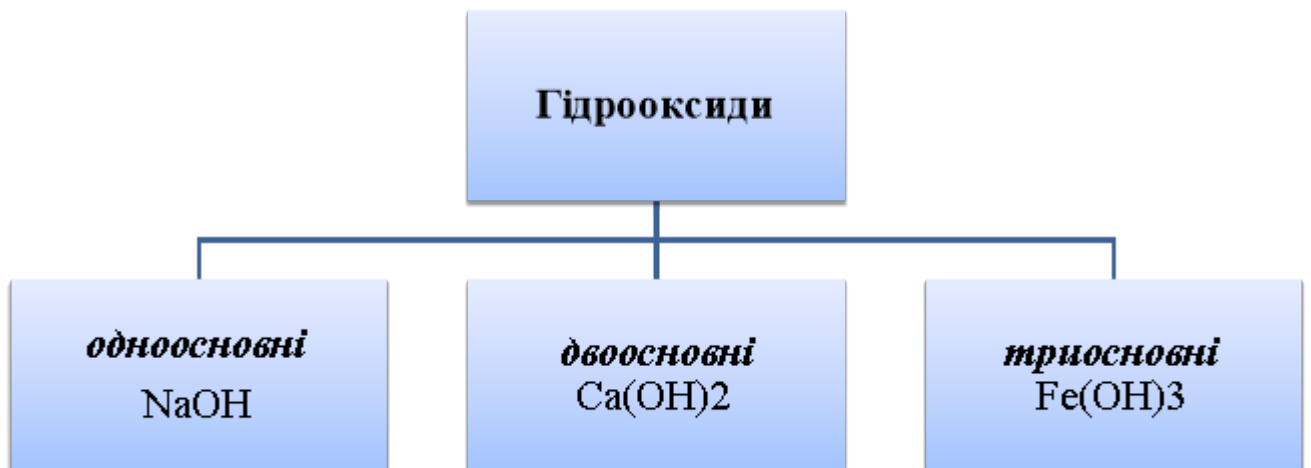 Гідрооксиди
одноосновні
NaOH
двоосновні
Ca(OH)2
триосновні
Fe(OH)3